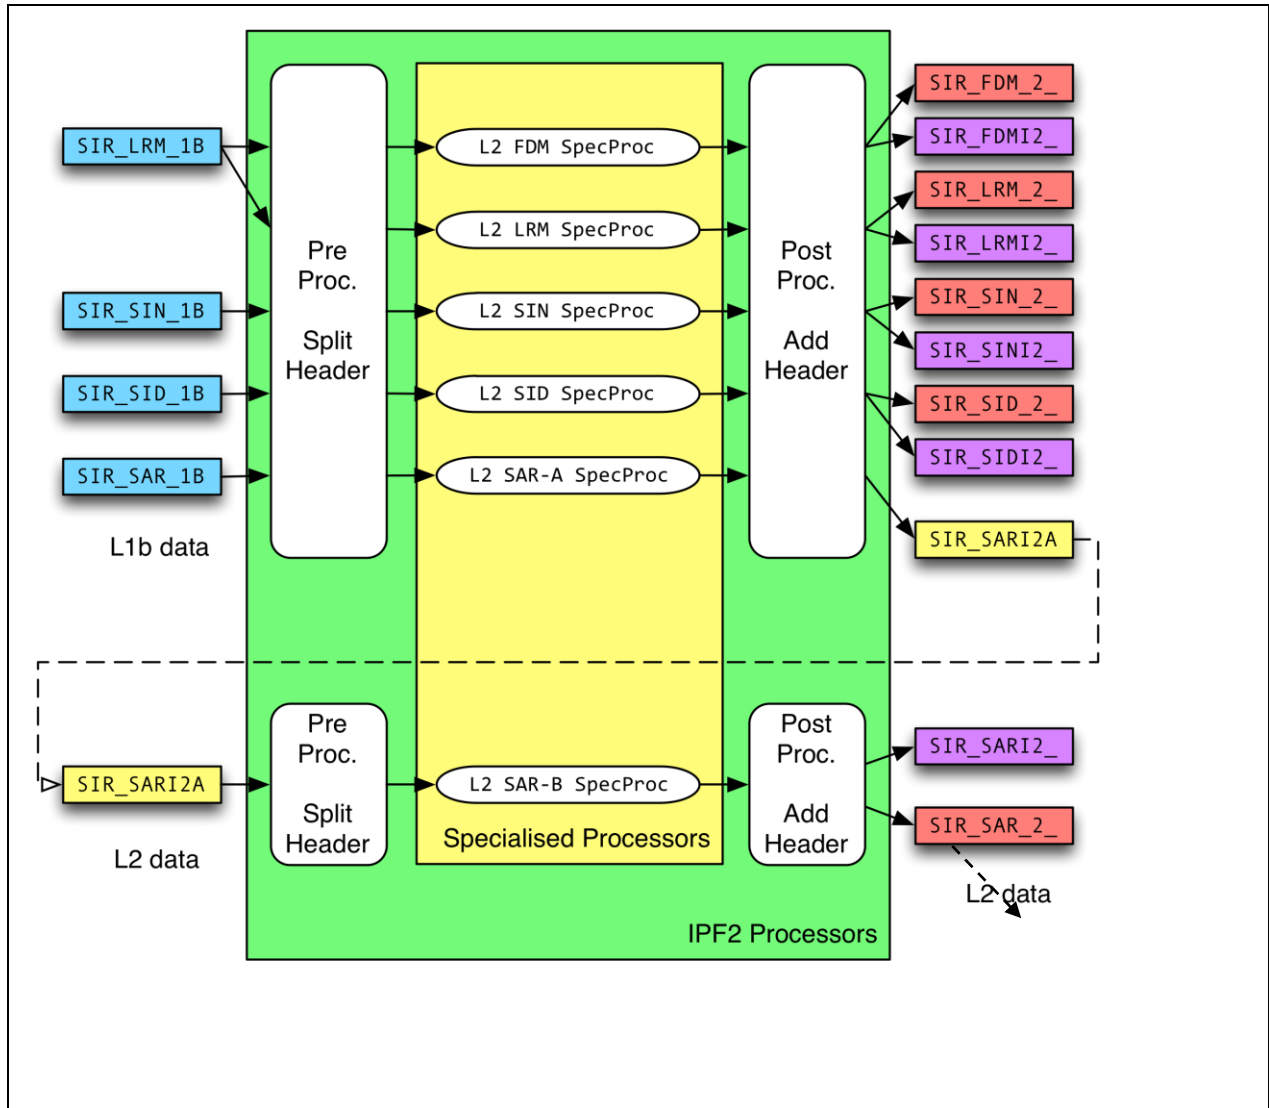 SIR_LRM_1B
SIR_SIN_1B
SIR_SID_1B
SIR_SAR_1B
L1b data
Pre
Proc.
Split
Header
L2 FDM SpecProc
L2 LRM SpecProc
L2 SIN SpecProc
L2 SID SpecProc
L2 SAR-A SpecProc
Post
Proc.
Add
Header
SIR_FDM_2_
SIR_FDMI2_
SIR_LRM_2_
SIR_LRMI2_
SIR_SIN_2_
SIR_SINI2_
SIR_SID_2_
SIR_SIDI2_
SIR_SARI2A
SIR_SARI2A
L2 data
Pre
Proc.
Split
Header
L2 SAR-B SpecProc
Specialised Processors
Post
Proc.
Add
Header
SIR_SARI2_
SIR_SAR_2_
L2 data
IPF2 Processors